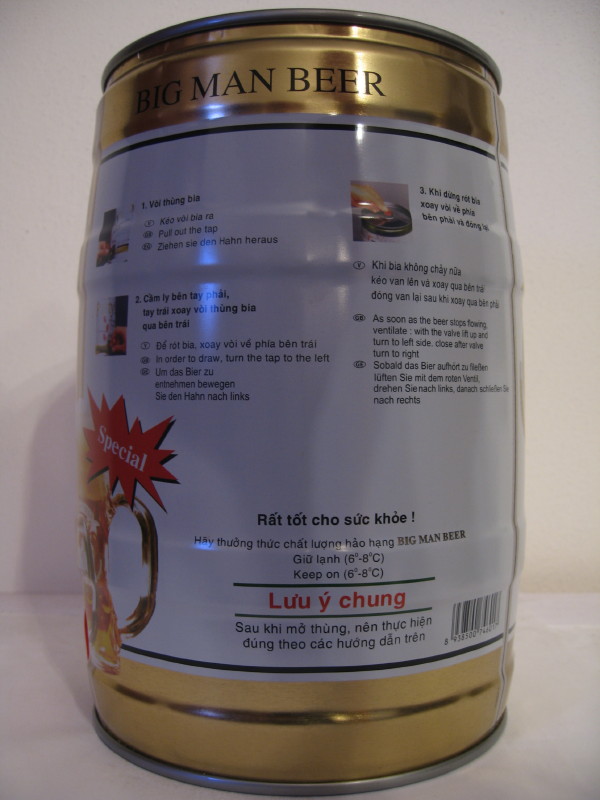 BIG MAN BEER
1. Vòi thùng bia
Kéo vòi bia ra
Pull out the tap
Ziehen sie den Hahn heraus
2. Cầm ly bên tay phải,
tay trái xoay vòi thùng bia
qua bên trái
Để rót bia, xoay vòi về phía bên trái
In order to draw, turn the tap to the left
Um das Bier zu
entnehmen bewegen
Sie den Hahn nach links
3. Khi dừng rót bia
xoay vòi về phía
bên phải và đóng lại.
Khi bia không chảy nữa
kéo van lên và xoay qua bên trái
đóng van lại sau khi xoay qua bên phải
As soon as the beer stops flowing,
ventilate : with the valve lift up and
turn to left side. close after valve
turn to right
Sobald das Bier aufhört zu fließen
lüften Sie mit dem roten Ventil,
drehen Sie nach links, danach schließen Sie
nach rechts
Special
Rất tốt cho sức khỏe !
Hãy thưởng thức chất lượng hảo hạng BIG MAN BEER
Giữ lạnh (6°-8°C)
Keep on (6°-8°C)
Lưu ý chung
Sau khi mở thùng, nên thực hiện
đúng theo các hướng dẫn trên